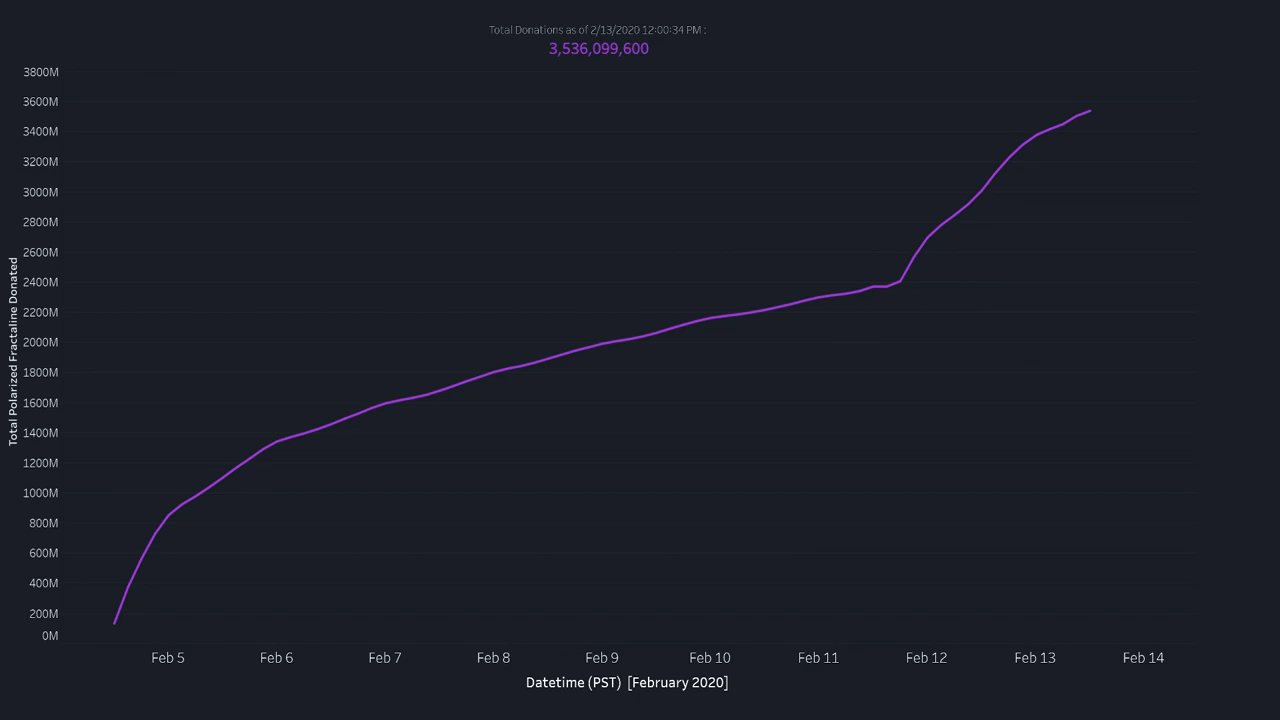 Total Donations as of 2/13/2020 12:00:34 PM :
3,536,099,600
3800M
3600M
3400M
3200M
3000M
2800M
2600M
2400M
2200M
2000M
1800M
1600M
1400M
1200M
1000M
800M
600M
400M
200M
0M
Total Polarized Fractaline Donated
Feb 5 Feb 6 Feb 7 Feb 8 Feb 9 Feb 10 Feb 11 Feb 12 Feb 13 Feb 14
Datetime (PST) [February 2020]